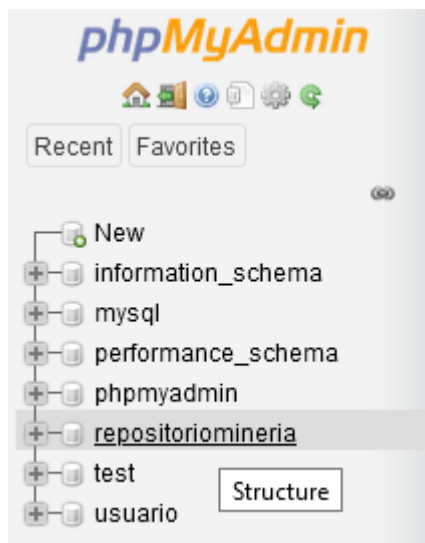 phpMyAdmin
Recent Favorites
New
information_schema
mysql
performance_schema
phpmyadmin
repositoriomineria
test
Structure
usuario